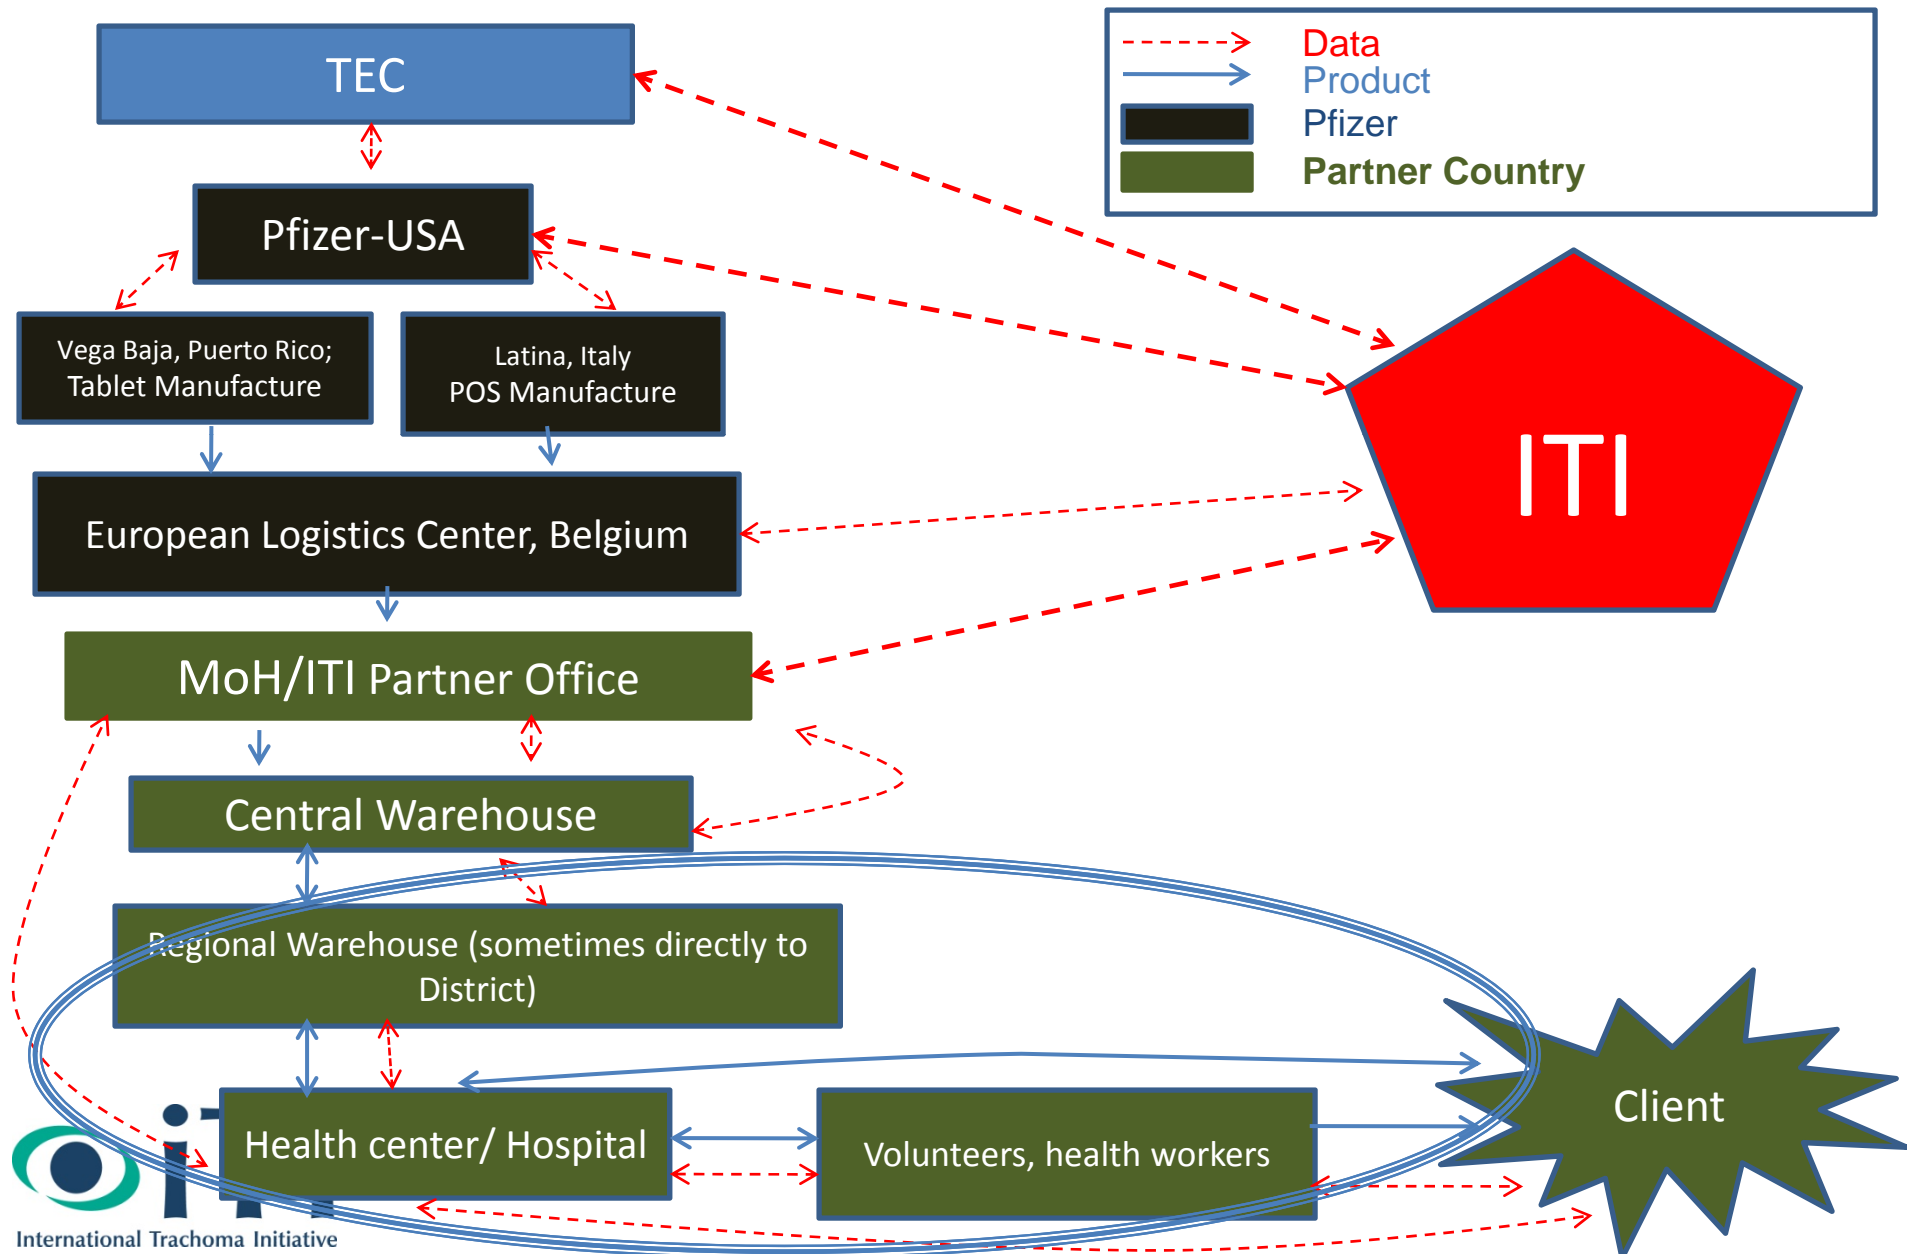 TEC
Data
Product
Pfizer
Partner Country
Pfizer-USA
Vega Baja, Puerto Rico;
Tablet Manufacture
Latina, Italy
POS Manufacture
ITI
European Logistics Center, Belgium
MoH/ITI Partner Office
Central Warehouse
Regional Warehouse (sometimes directly to
District)
Health center/ Hospital
Volunteers, health workers
Client
International Trachoma Initiative